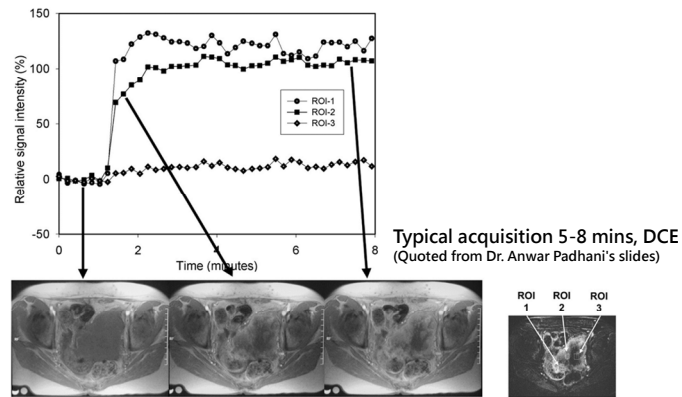 150
100
50
0
-50
Relative signal intensity (%)
ROI-1
ROI-2
ROI-3
0 2 4 6 8
Time (minutes)
Typical acquisition 5-8 mins, DCE
(Quoted from Dr. Anwar Padhani's slides)
ROI ROI ROI
1 2 3